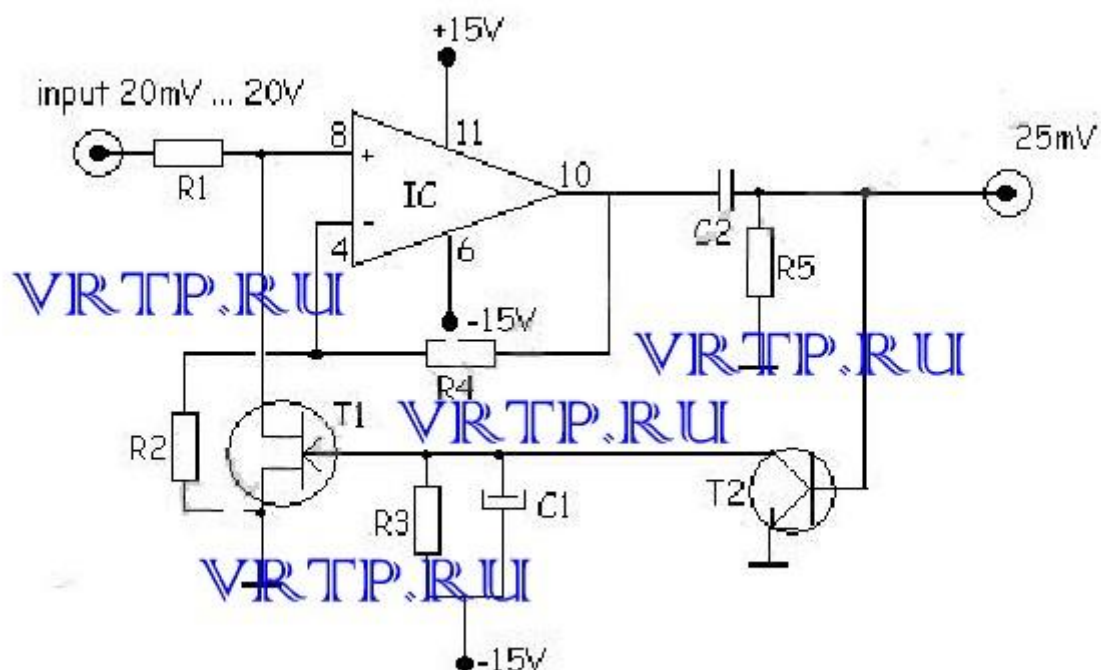 +15V
input 20mV ... 20V
25mV
8
11
R1
+
10
IC
-
C2
4
6
R5
VRTP.RU
-15V
VRTP.RU
R4
T1
VRTP.RU
R2
T2
R3
C1
VRTP.RU
-15V